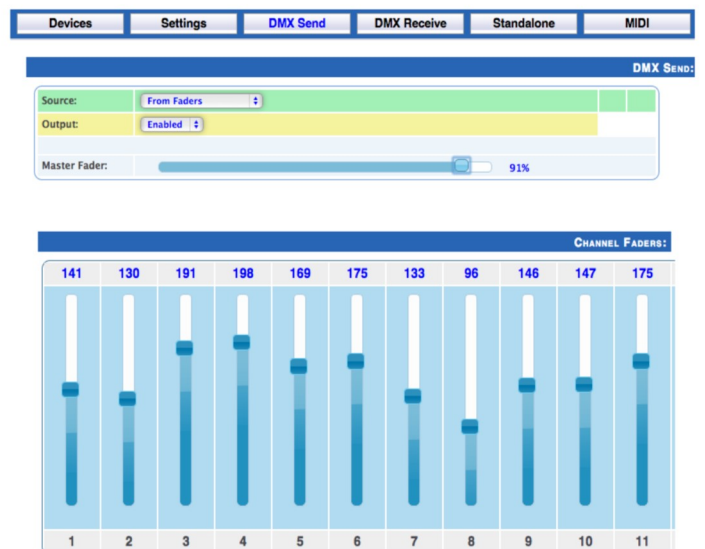 Devices Settings DMX Send DMX Receive Standalone MIDI
DMX SEND:
Source: From Faders
Output: Enabled
Master Fader: 91%
CHANNEL FADERS:
141 130 191 198 169 175 133 96 146 147 175
1 2 3 4 5 6 7 8 9 10 11